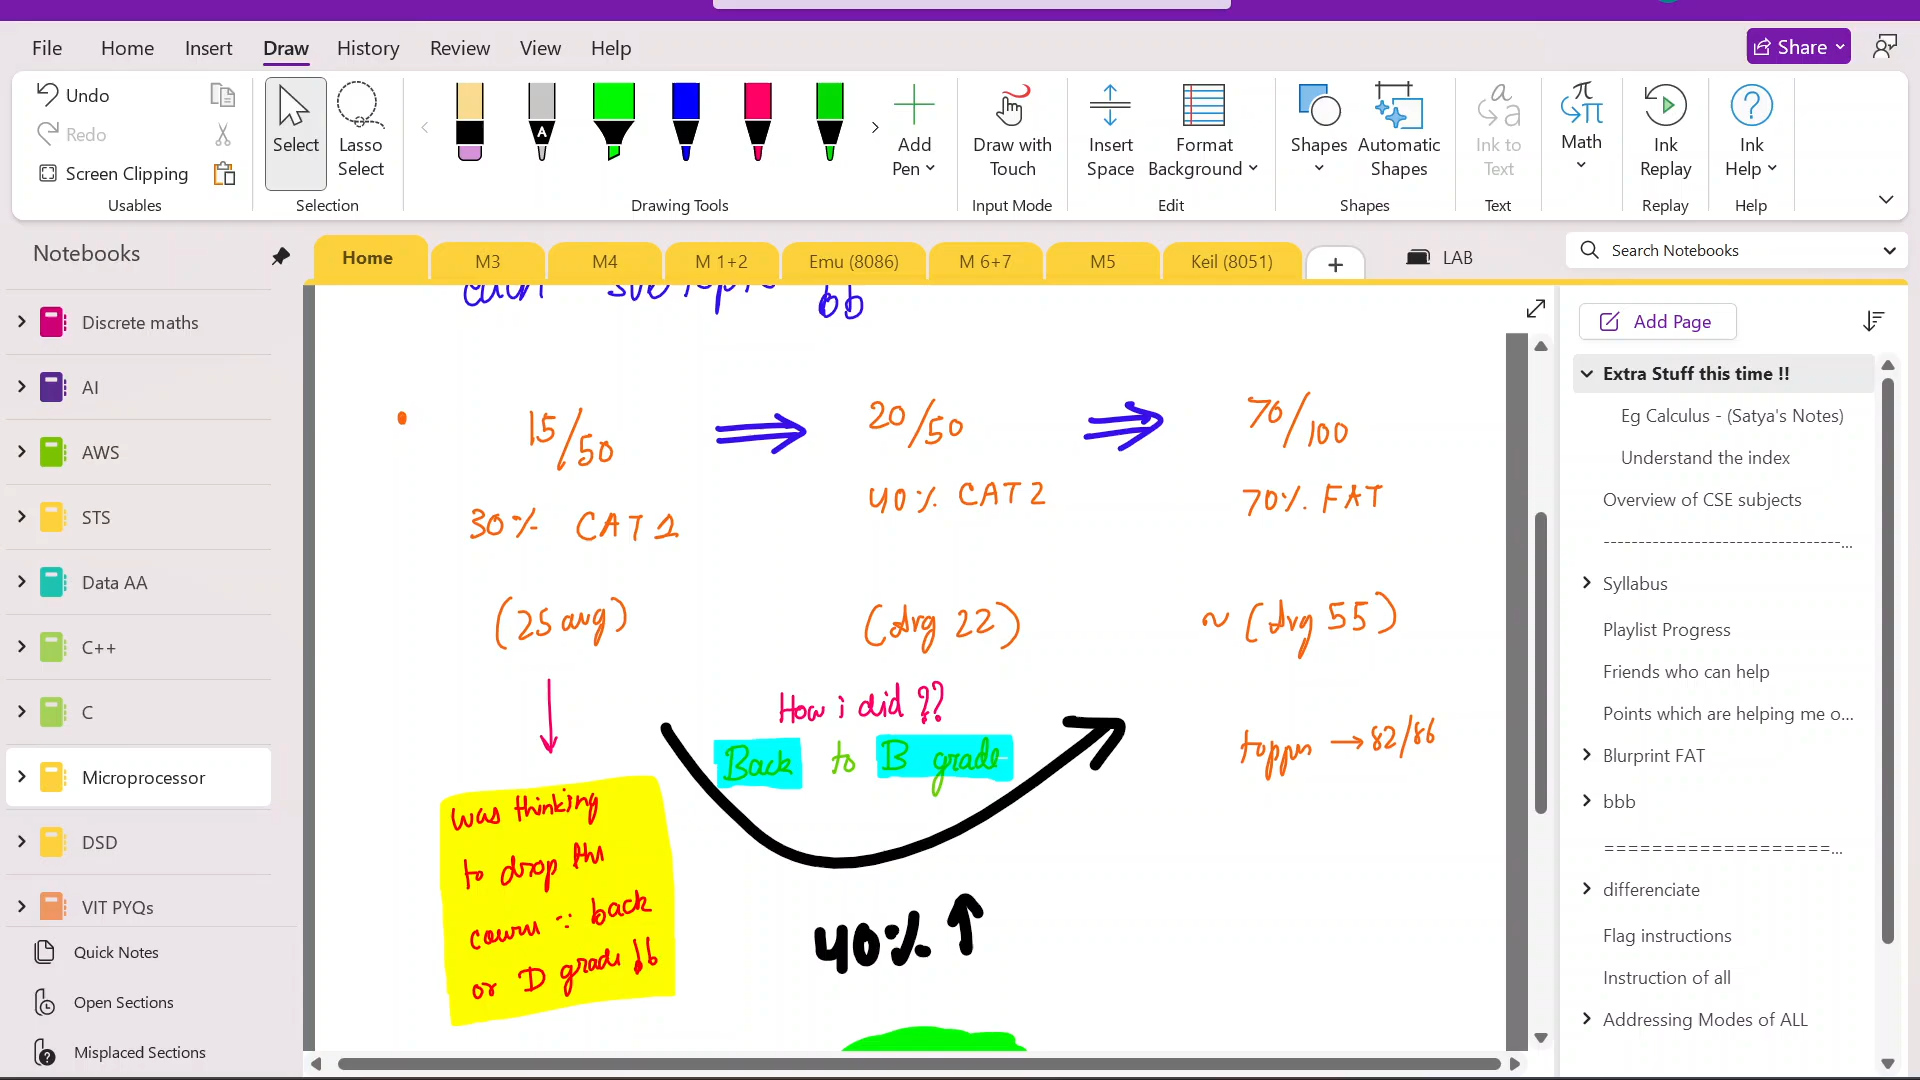 File Home Insert Draw History Review View Help
Share
Undo
Redo
Screen Clipping
Usables
Select
Lasso
Select
Selection
A
Drawing Tools
Add
Pen
Draw with
Touch
Input Mode
Insert
Space
Format
Background
Edit
Shapes
Automatic
Shapes
Shapes
Ink to
Text
Text
Math
Ink
Replay
Replay
Ink
Help
Help
Notebooks
Home M3 M4 M 1+2 Emu (8086) M 6+7 M5 Keil (8051) + LAB
Search Notebooks
Discrete maths
AI
AWS
STS
Data AA
C++
C
Microprocessor
DSD
VIT PYQs
Quick Notes
Open Sections
Misplaced Sections
15/50 ⇒ 20/50 ⇒ 70/100
30% CAT 1
40% CAT 2
70% FAT
(25 avg)
(Avg 22)
~ (Avg 55)
How i did ??
Back to B grade
topper → 82/86
was thinking
to drop this
∵ back
or D grade !!
40% ↑
Add Page
Extra Stuff this time !!
Eg Calculus - (Satya's Notes)
Understand the index
Overview of CSE subjects
----------------------------------...
Syllabus
Playlist Progress
Friends who can help
Points which are helping me o...
Blurprint FAT
bbb
====================...
differenciate
Flag instructions
Instruction of all
Addressing Modes of ALL